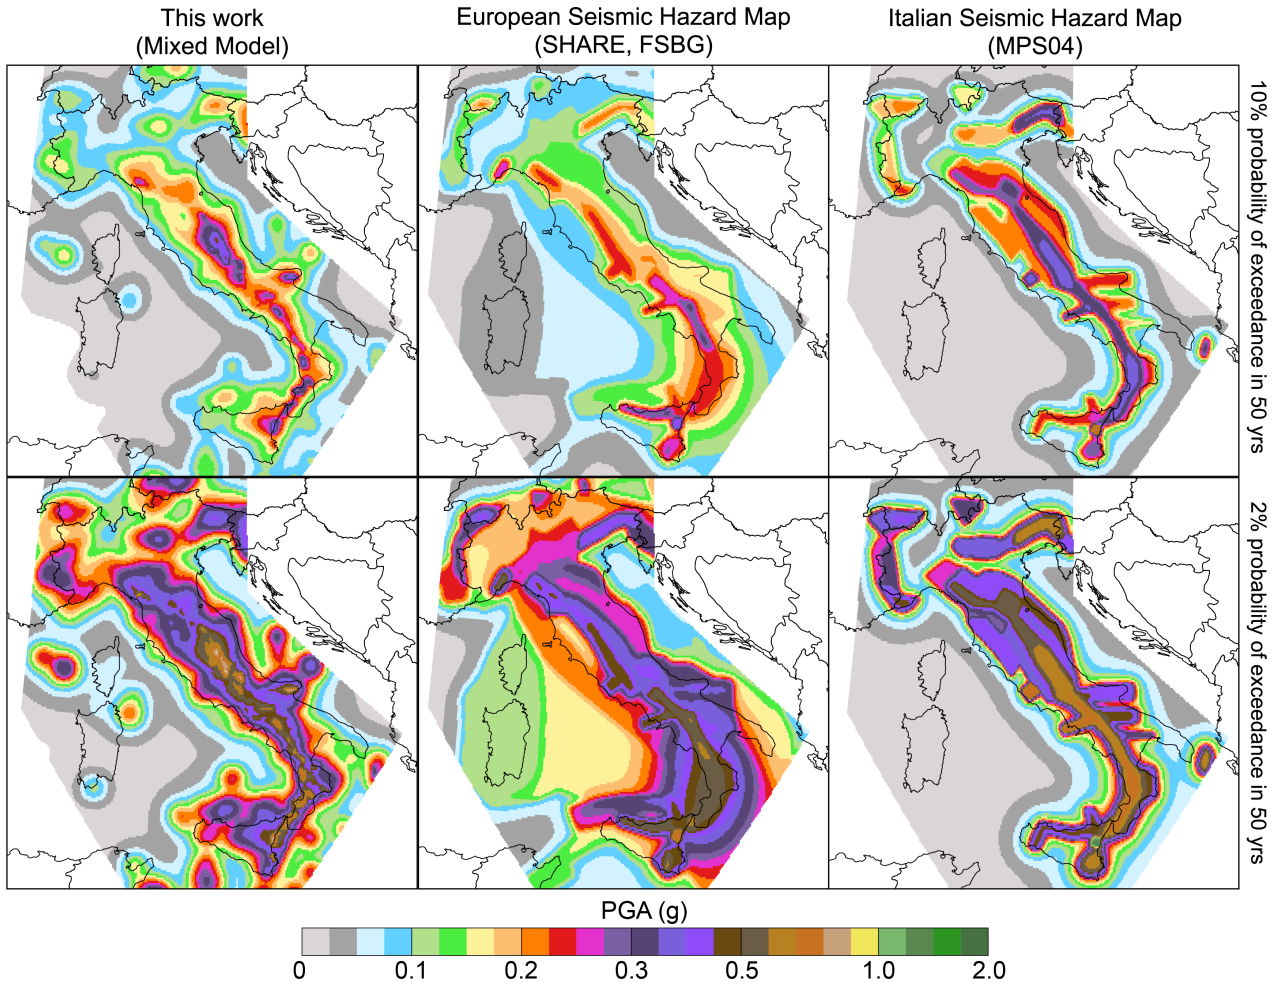 This work
(Mixed Model)
European Seismic Hazard Map
(SHARE, FSBG)
Italian Seismic Hazard Map
(MPS04)
10% probability of exceedance in 50 yrs
2% probability of exceedance in 50 yrs
PGA (g)
0 0.1 0.2 0.3 0.5 1.0 2.0